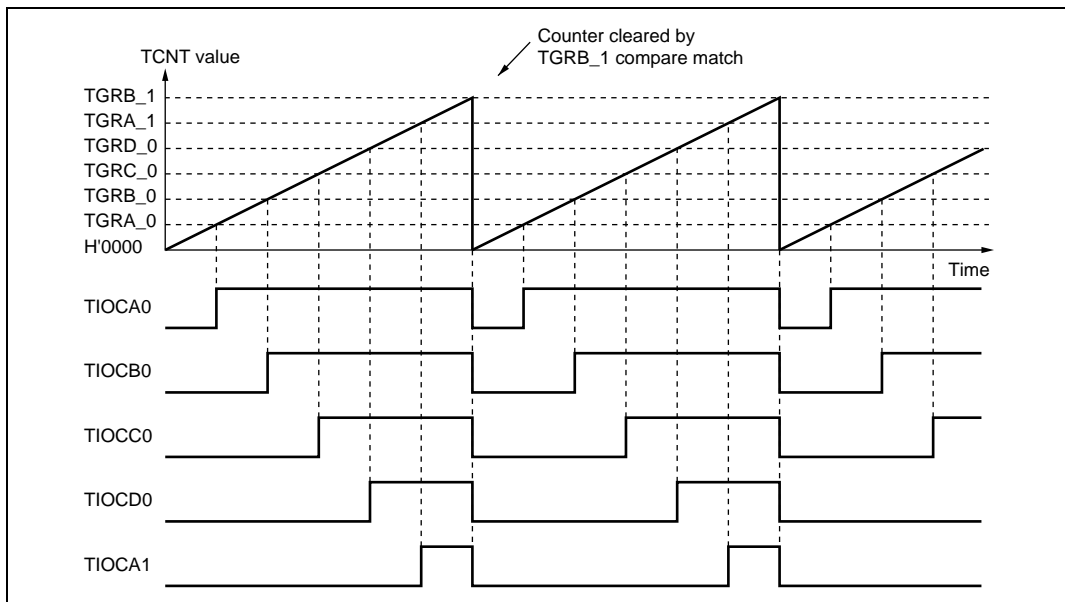 Counter cleared by
TGRB_1 compare match
TCNT value
TGRB_1
TGRA_1
TGRD_0
TGRC_0
TGRB_0
TGRA_0
H'0000
Time
TIOCA0
TIOCB0
TIOCC0
TIOCD0
TIOCA1